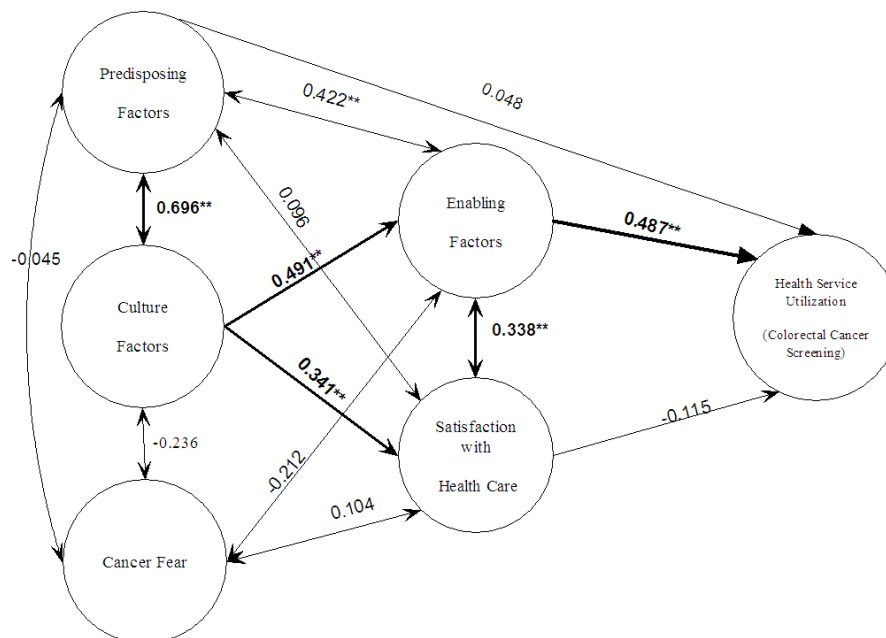 Predisposing
Factors
0.422**
0.048
0.696**
0.096
Enabling
Factors
0.491**
0.487**
-0.045
Culture
Factors
Health Service
Utilization
(Colorectal Cancer
Screening)
0.338**
0.341**
-0.115
Satisfaction
with
Health Care
-0.236
-0.212
0.104
Cancer Fear